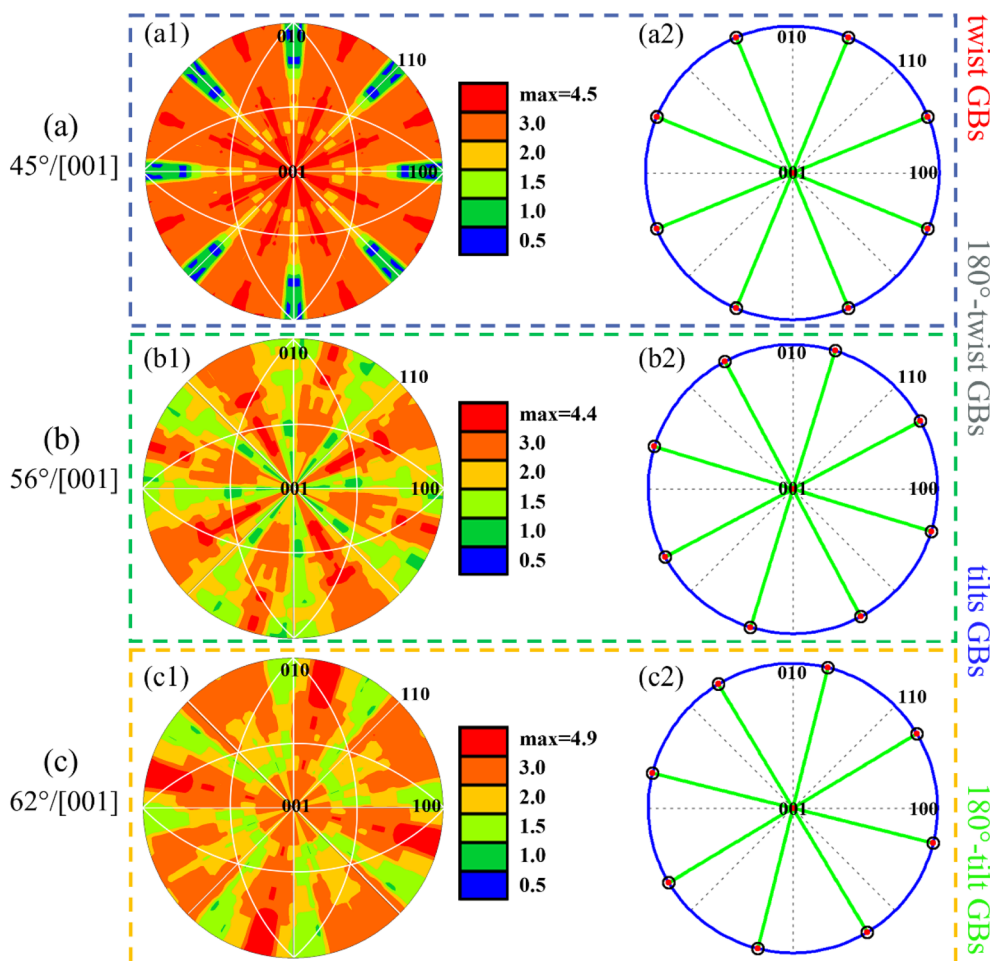 (a)
45°/[001]
(a1)
010
110
100
001
max=4.5
3.0
2.0
1.5
1.0
0.5
(a2)
010
110
100
001
(b)
56°/[001]
(b1)
010
110
100
001
max=4.4
3.0
2.0
1.5
1.0
0.5
(b2)
010
110
100
001
(c)
62°/[001]
(c1)
010
110
100
001
max=4.9
3.0
2.0
1.5
1.0
0.5
(c2)
010
110
100
001
twist GBs
180°-twist GBs
tilts GBs
180°-tilt GBs